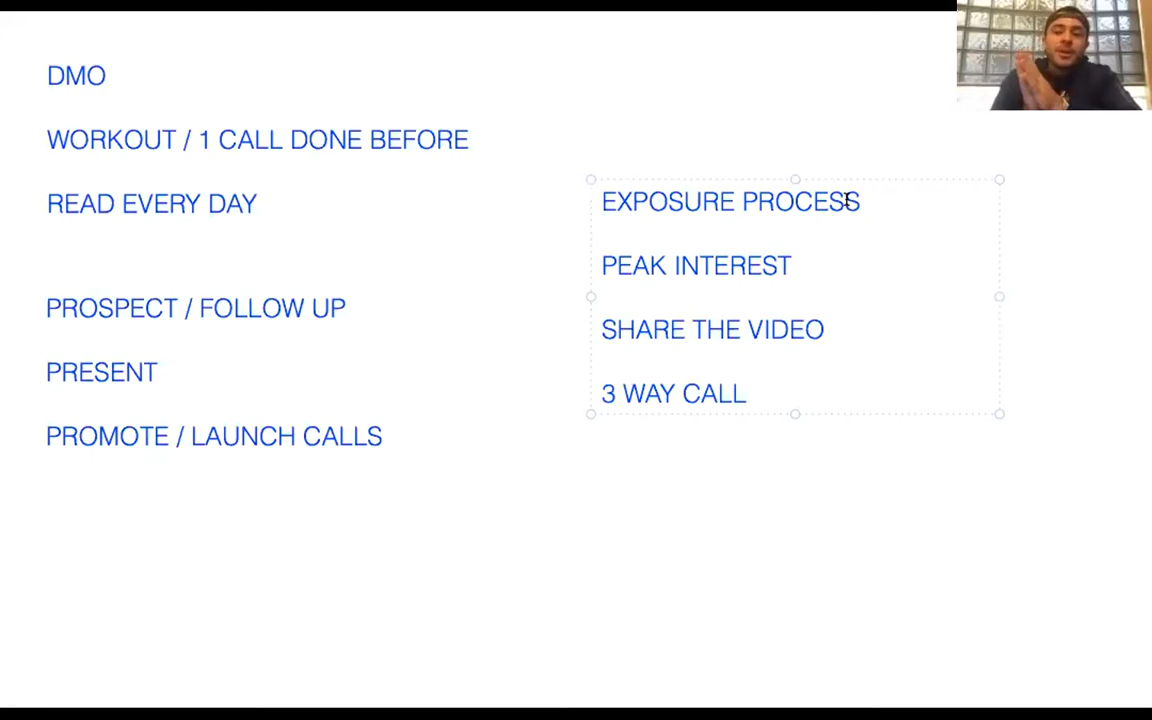 DMO
WORKOUT / 1 CALL DONE BEFORE
READ EVERY DAY
PROSPECT / FOLLOW UP
PRESENT
PROMOTE / LAUNCH CALLS
EXPOSURE PROCESS
PEAK INTEREST
SHARE THE VIDEO
3 WAY CALL